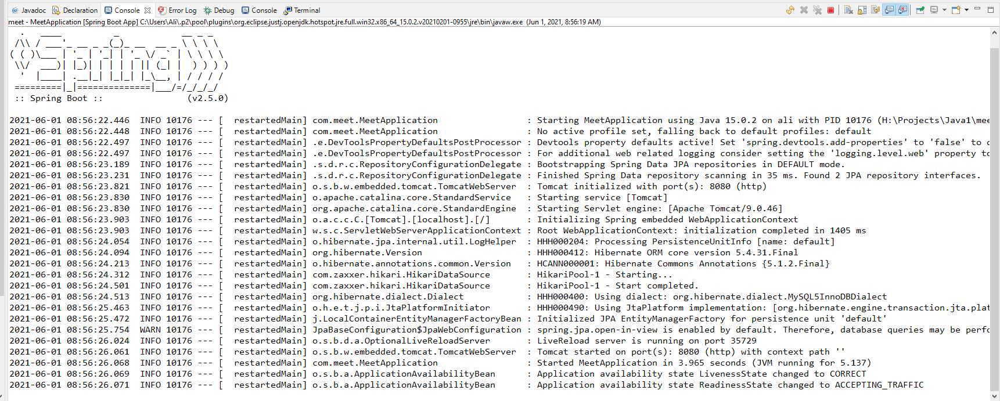 Javadoc Declaration Console Error Log Debug Console Terminal
meet - MeetApplication [Spring Boot App] C:\Users\Ali\.p2\pool\plugins\org.eclipse.justj.openjdk.hotspot.jre.full.win32.x86_64_15.0.2.v20210201-0955\jre\bin\javaw.exe (Jun 1, 2021, 8:56:19 AM)
  .   ____          _            __ _ _
 /\\ / ___'_ __ _ _(_)_ __  __ _ \ \ \ \
( ( )\___ | '_ | '_| | '_ \/ _` | \ \ \ \
 \\/  ___)| |_)| | | | | || (_| |  ) ) ) )
  '  |____| .__|_| |_|_| |_\__, | / / / /
 =========|_|==============|___/=/_/_/_/
 :: Spring Boot ::                (v2.5.0)
2021-06-01 08:56:22.446  INFO 10176 --- [  restartedMain] com.meet.MeetApplication                 : Starting MeetApplication using Java 15.0.2 on ali with PID 10176 (H:\Projects\Java1\mee
2021-06-01 08:56:22.448  INFO 10176 --- [  restartedMain] com.meet.MeetApplication                 : No active profile set, falling back to default profiles: default
2021-06-01 08:56:22.497  INFO 10176 --- [  restartedMain] .e.DevToolsPropertyDefaultsPostProcessor : Devtools property defaults active! Set 'spring.devtools.add-properties' to 'false' to d
2021-06-01 08:56:22.497  INFO 10176 --- [  restartedMain] .e.DevToolsPropertyDefaultsPostProcessor : For additional web related logging consider setting the 'logging.level.web' property to
2021-06-01 08:56:23.189  INFO 10176 --- [  restartedMain] .s.d.r.c.RepositoryConfigurationDelegate : Bootstrapping Spring Data JPA repositories in DEFAULT mode.
2021-06-01 08:56:23.231  INFO 10176 --- [  restartedMain] .s.d.r.c.RepositoryConfigurationDelegate : Finished Spring Data repository scanning in 35 ms. Found 2 JPA repository interfaces.
2021-06-01 08:56:23.821  INFO 10176 --- [  restartedMain] o.s.b.w.embedded.tomcat.TomcatWebServer  : Tomcat initialized with port(s): 8080 (http)
2021-06-01 08:56:23.830  INFO 10176 --- [  restartedMain] o.apache.catalina.core.StandardService   : Starting service [Tomcat]
2021-06-01 08:56:23.830  INFO 10176 --- [  restartedMain] org.apache.catalina.core.StandardEngine  : Starting Servlet engine: [Apache Tomcat/9.0.46]
2021-06-01 08:56:23.903  INFO 10176 --- [  restartedMain] o.a.c.c.C.[Tomcat].[localhost].[/]       : Initializing Spring embedded WebApplicationContext
2021-06-01 08:56:23.903  INFO 10176 --- [  restartedMain] w.s.c.ServletWebServerApplicationContext : Root WebApplicationContext: initialization completed in 1405 ms
2021-06-01 08:56:24.054  INFO 10176 --- [  restartedMain] o.hibernate.jpa.internal.util.LogHelper  : HHH000204: Processing PersistenceUnitInfo [name: default]
2021-06-01 08:56:24.094  INFO 10176 --- [  restartedMain] org.hibernate.Version                    : HHH000412: Hibernate ORM core version 5.4.31.Final
2021-06-01 08:56:24.213  INFO 10176 --- [  restartedMain] o.hibernate.annotations.common.Version   : HCANN000001: Hibernate Commons Annotations {5.1.2.Final}
2021-06-01 08:56:24.312  INFO 10176 --- [  restartedMain] com.zaxxer.hikari.HikariDataSource       : HikariPool-1 - Starting...
2021-06-01 08:56:24.501  INFO 10176 --- [  restartedMain] com.zaxxer.hikari.HikariDataSource       : HikariPool-1 - Start completed.
2021-06-01 08:56:24.513  INFO 10176 --- [  restartedMain] org.hibernate.dialect.Dialect            : HHH000400: Using dialect: org.hibernate.dialect.MySQL5InnoDBDialect
2021-06-01 08:56:25.463  INFO 10176 --- [  restartedMain] o.h.e.t.j.p.i.JtaPlatformInitiator       : HHH000490: Using JtaPlatform implementation: [org.hibernate.engine.transaction.jta.plat
2021-06-01 08:56:25.472  INFO 10176 --- [  restartedMain] j.LocalContainerEntityManagerFactoryBean : Initialized JPA EntityManagerFactory for persistence unit 'default'
2021-06-01 08:56:25.754  WARN 10176 --- [  restartedMain] JpaBaseConfiguration$JpaWebConfiguration : spring.jpa.open-in-view is enabled by default. Therefore, database queries may be perfo
2021-06-01 08:56:26.024  INFO 10176 --- [  restartedMain] o.s.b.d.a.OptionalLiveReloadServer       : LiveReload server is running on port 35729
2021-06-01 08:56:26.061  INFO 10176 --- [  restartedMain] o.s.b.w.embedded.tomcat.TomcatWebServer  : Tomcat started on port(s): 8080 (http) with context path ''
2021-06-01 08:56:26.068  INFO 10176 --- [  restartedMain] com.meet.MeetApplication                 : Started MeetApplication in 3.965 seconds (JVM running for 5.137)
2021-06-01 08:56:26.069  INFO 10176 --- [  restartedMain] o.s.b.a.ApplicationAvailabilityBean      : Application availability state LivenessState changed to CORRECT
2021-06-01 08:56:26.071  INFO 10176 --- [  restartedMain] o.s.b.a.ApplicationAvailabilityBean      : Application availability state ReadinessState changed to ACCEPTING_TRAFFIC